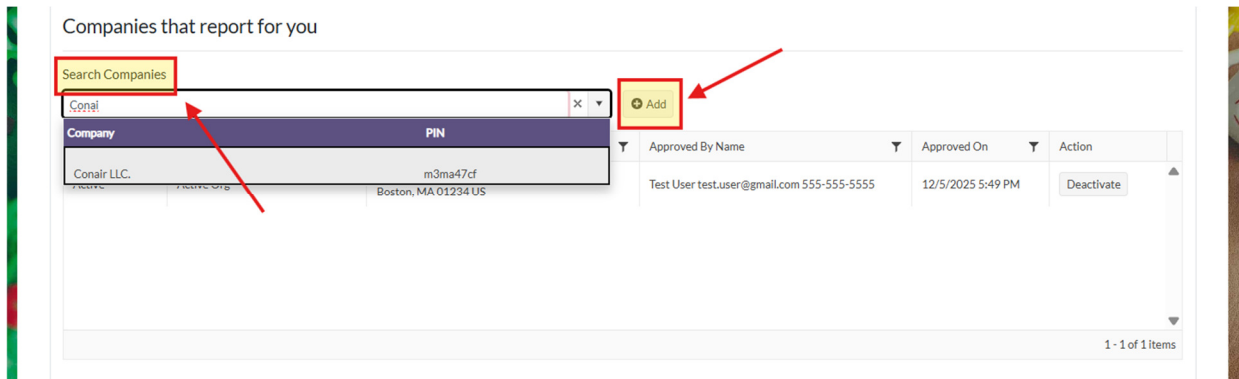 Companies that report for you
Search Companies
Conai
Add
Company PIN
Conair LLC. m3ma47cf
Approved By Name Approved On Action
Active Active Org Boston, MA 01234 US Test User test.user@gmail.com 555-555-5555 12/5/2025 5:49 PM Deactivate
1 - 1 of 1 items